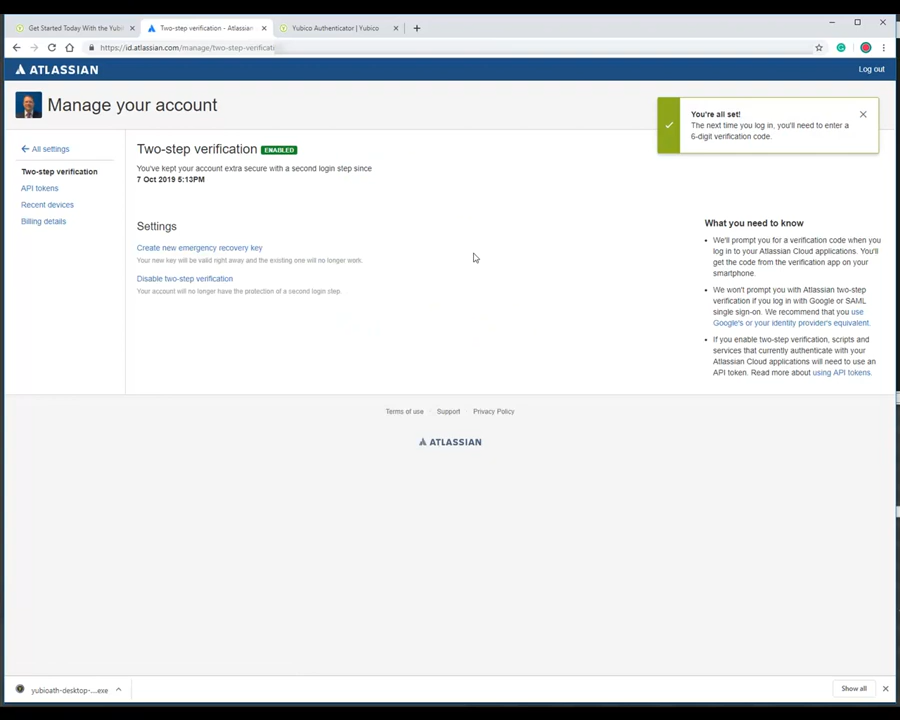 Get Started Today With the Yubi
Two-step verification - Atlassian
Yubico Authenticator | Yubico
https://id.atlassian.com/manage/two-step-verificati
ATLASSIAN
Log out
Manage your account
You're all set!
The next time you log in, you'll need to enter a
6-digit verification code.
All settings
Two-step verification
API tokens
Recent devices
Billing details
Two-step verification ENABLED
You've kept your account extra secure with a second login step since
7 Oct 2019 5:13PM
Settings
Create new emergency recovery key
Your new key will be valid right away and the existing one will no longer work.
Disable two-step verification
Your account will no longer have the protection of a second login step.
What you need to know
• We'll prompt you for a verification code when you
log in to your Atlassian Cloud applications. You'll
get the code from the verification app on your
smartphone.
• We won't prompt you with Atlassian two-step
verification if you log in with Google or SAML
single sign-on. We recommend that you use
Google's or your identity provider's equivalent.
• If you enable two-step verification, scripts and
services that currently authenticate with your
Atlassian Cloud applications will need to use an
API token. Read more about using API tokens.
Terms of use
Support
Privacy Policy
ATLASSIAN
yubioath-desktop-....exe
Show all